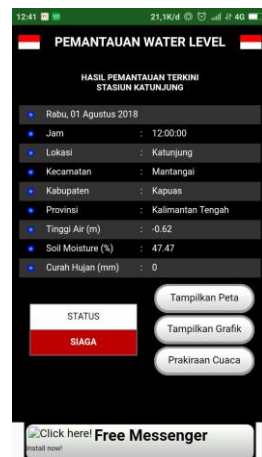 12:41 21,1K/d 4G
PEMANTAUAN WATER LEVEL
HASIL PEMANTAUAN TERKINI
STASIUN KATUNJUNG
Rabu, 01 Agustus 2018
Jam : 12:00:00
Lokasi : Katunjung
Kecamatan : Mantangai
Kabupaten : Kapuas
Provinsi : Kalimantan Tengah
Tinggi Air (m) : -0.62
Soil Moisture (%) : 47.47
Curah Hujan (mm) : 0
Tampilkan Peta
STATUS
Tampilkan Grafik
SIAGA
Prakiraan Cuaca
Click here! Free Messenger
Install now!